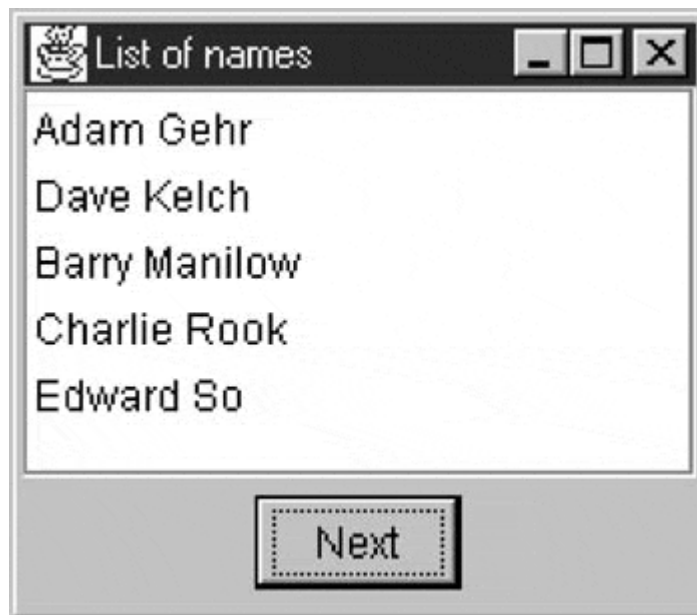 List of names
Adam Gehr
Dave Kelch
Barry Manilow
Charlie Rook
Edward So
Next